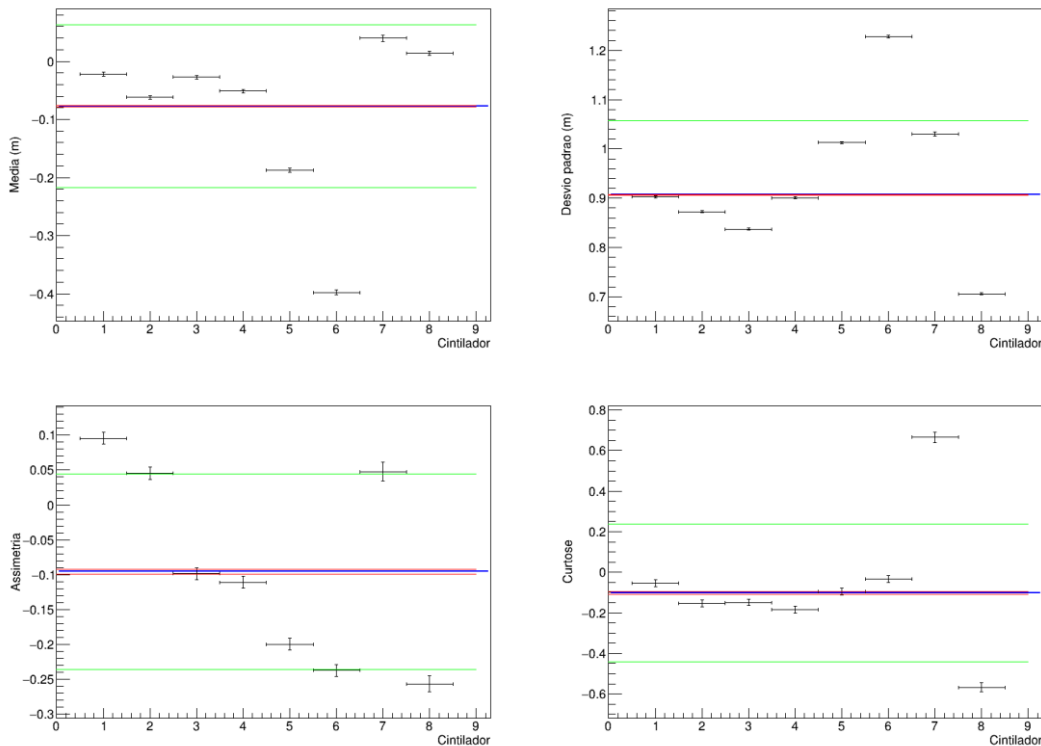 Media (m)
0
−0.1
−0.2
−0.3
−0.4
0 1 2 3 4 5 6 7 8 9
Cintilador
Desvio padrao (m)
1.2
1.1
1
0.9
0.8
0.7
0 1 2 3 4 5 6 7 8 9
Cintilador
Assimetria
0.1
0.05
0
−0.05
−0.1
−0.15
−0.2
−0.25
−0.3
0 1 2 3 4 5 6 7 8 9
Cintilador
Curtose
0.8
0.6
0.4
0.2
0
−0.2
−0.4
−0.6
0 1 2 3 4 5 6 7 8 9
Cintilador